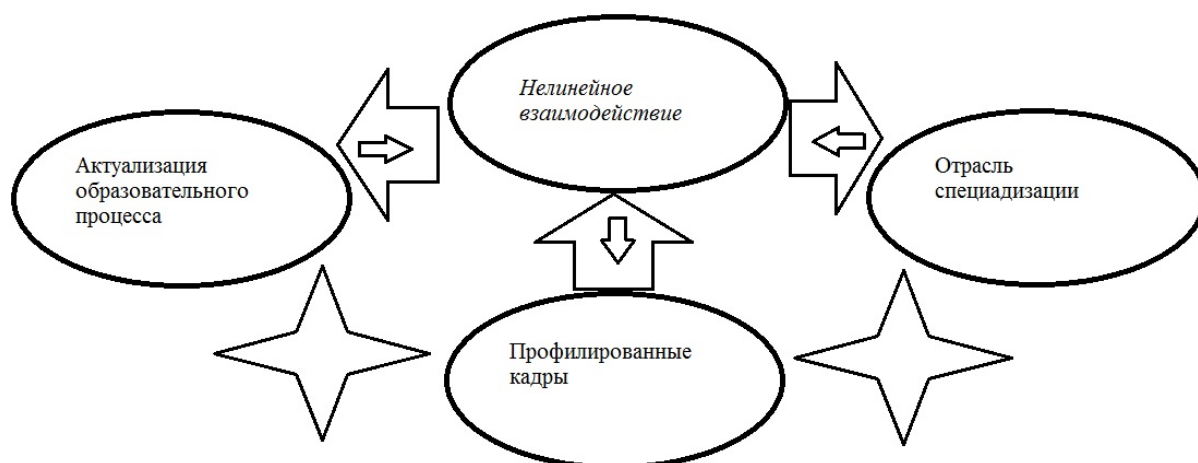 Нелинейное
взаимодействие
Актуализация
образовательного
процесса
Отрасль
специадизации
Профилированные
кадры